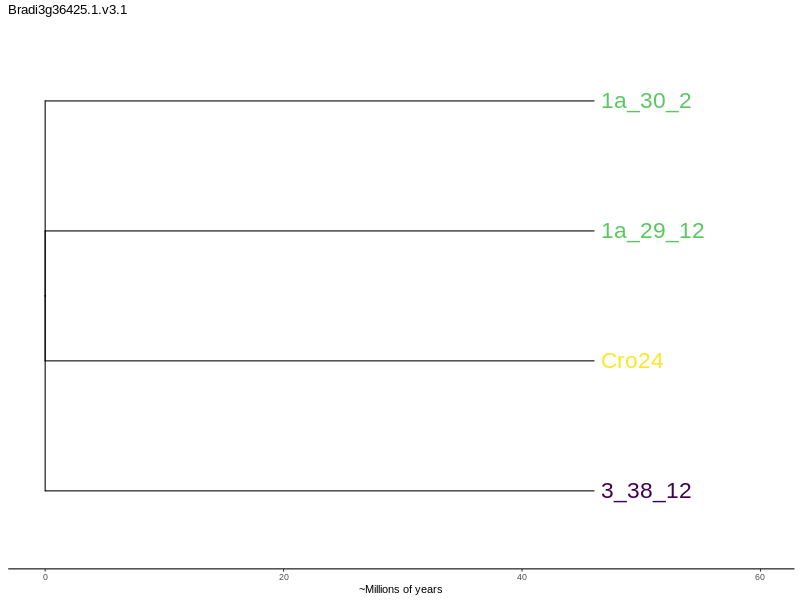 Bradi3g36425.1.v3.1
1a_30_2
1a_29_12
Cro24
3_38_12
0 20 40 60
~Millions of years